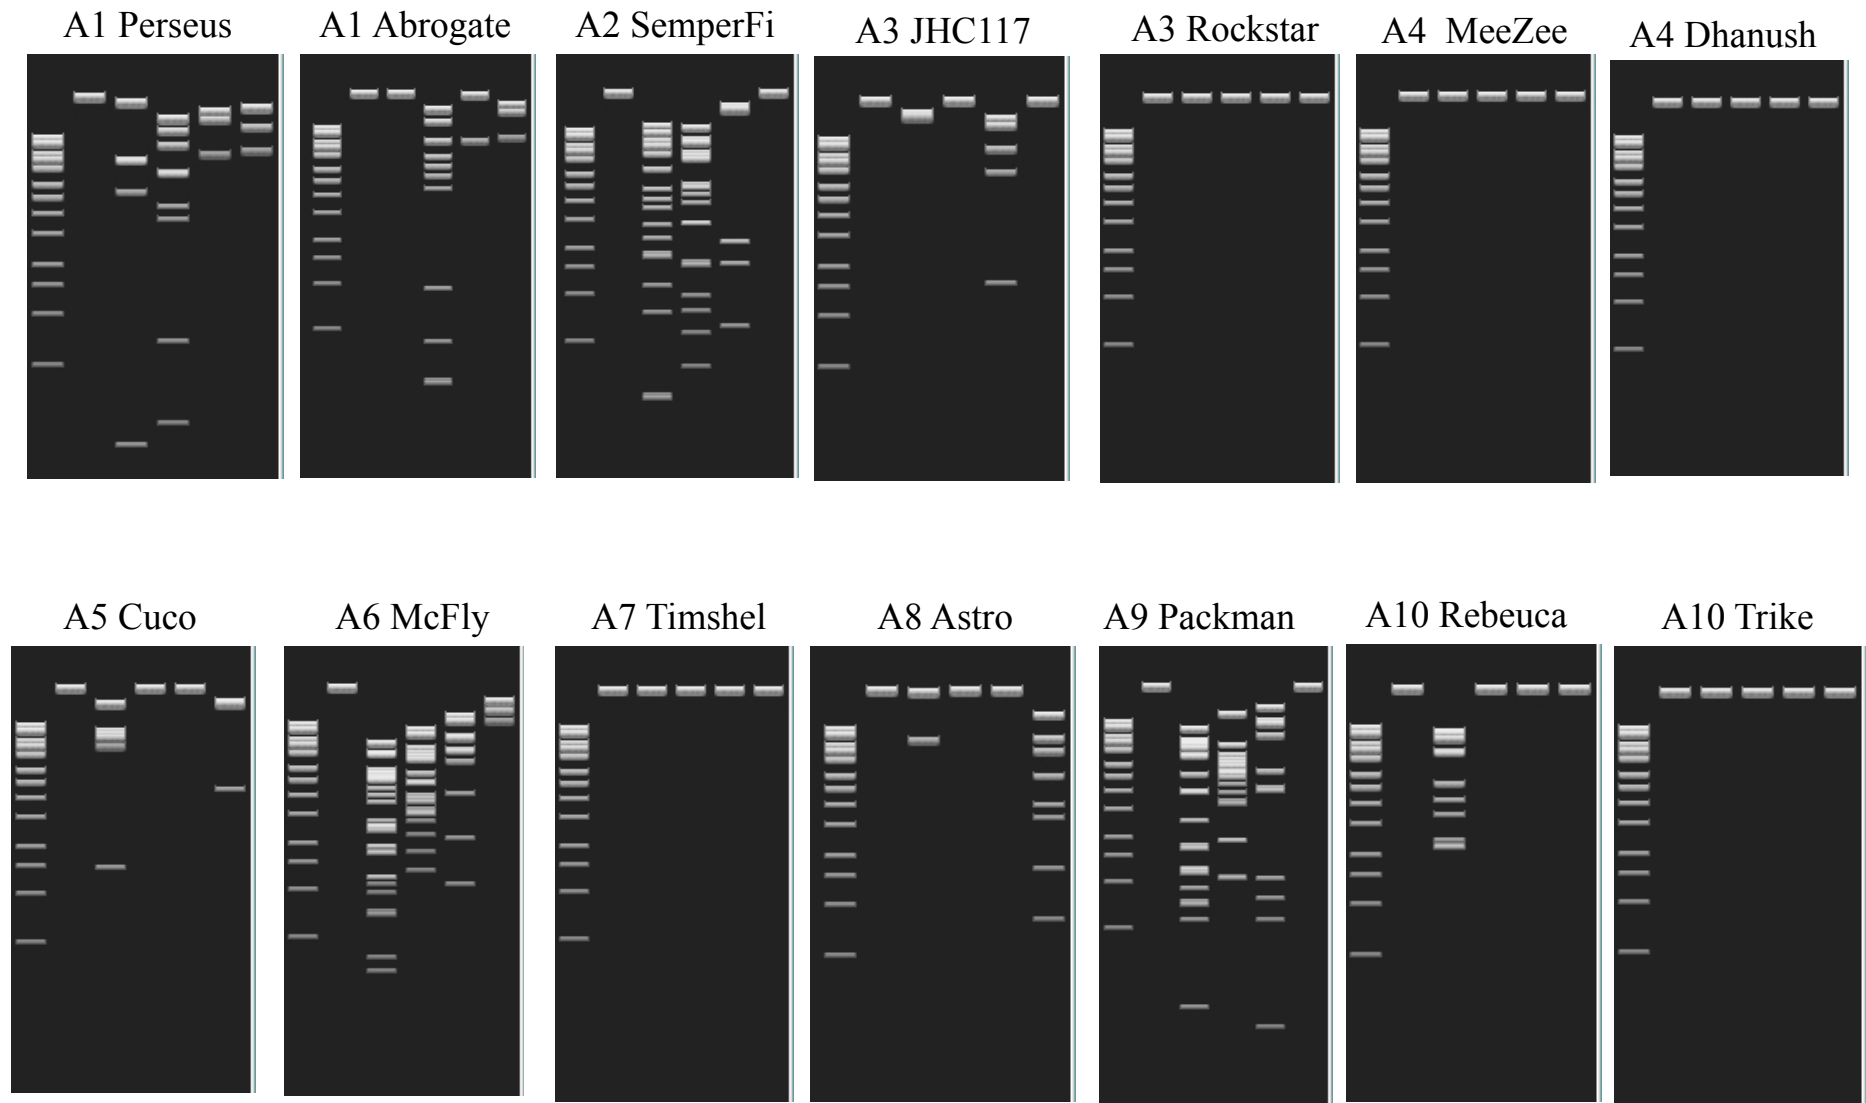 A1 Perseus
A1 Abrogate
A2 SemperFi
A3 JHC117
A3 Rockstar
A4 MeeZee
A4 Dhanush
A5 Cuco
A6 McFly
A7 Timshel
A8 Astro
A9 Packman
A10 Rebeuca
A10 Trike